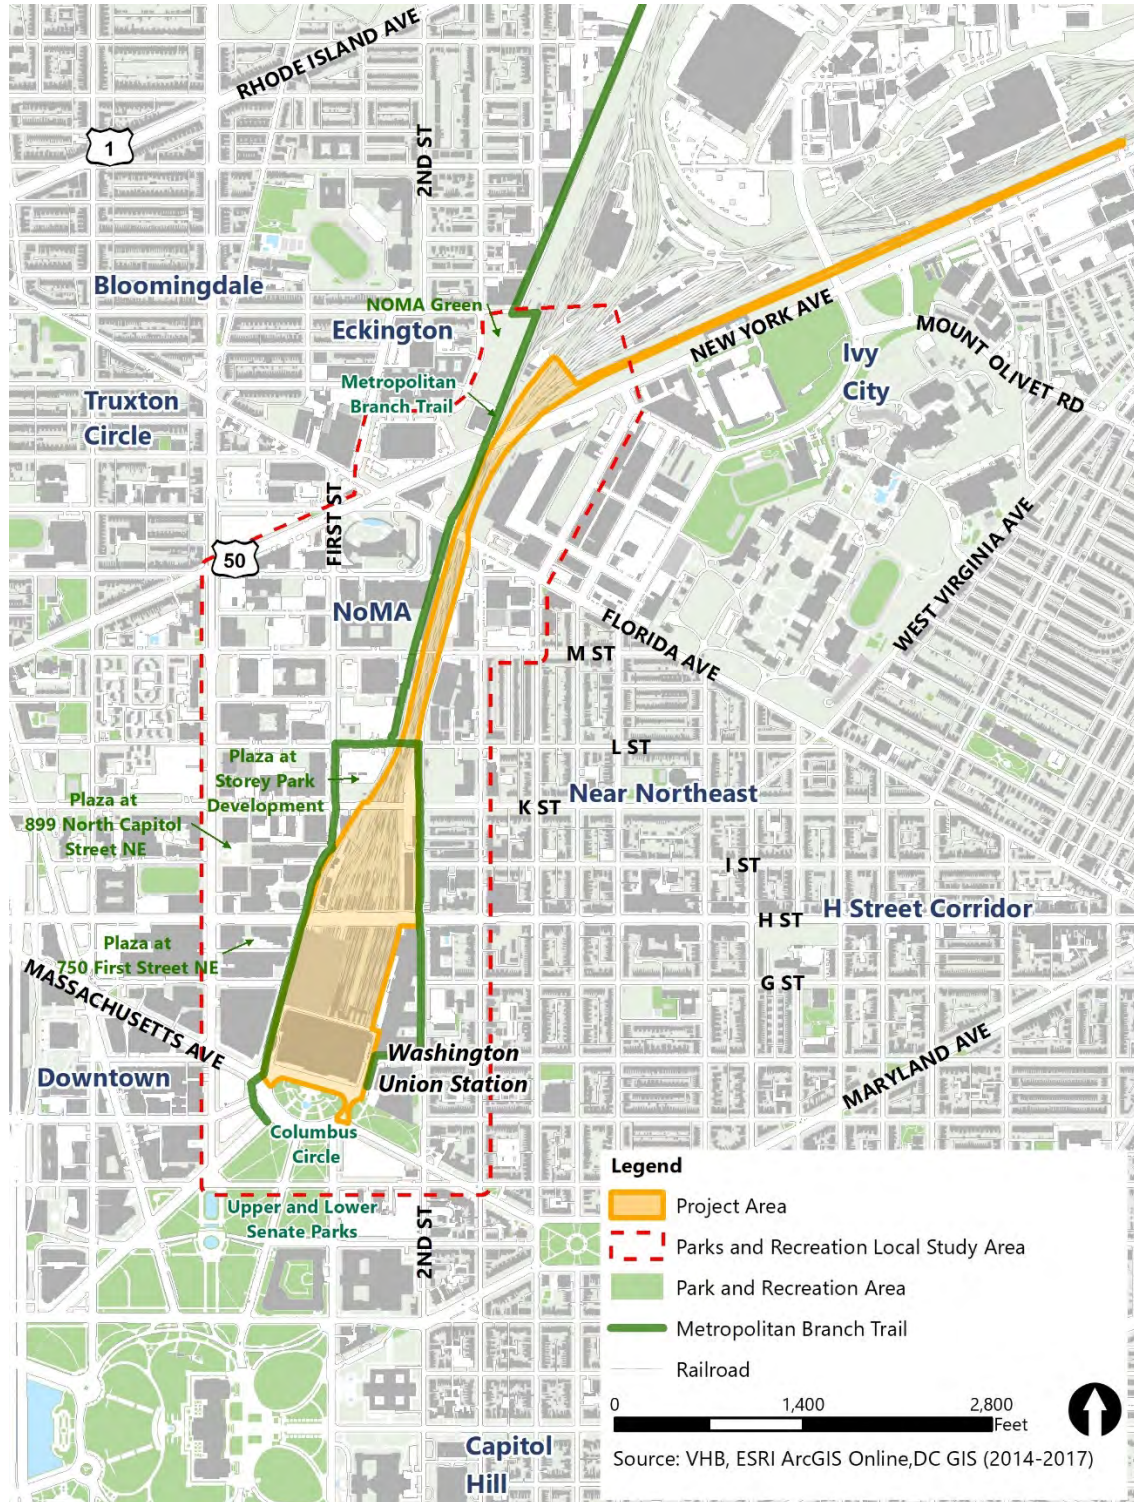 RHODE ISLAND AVE
1
2ND ST
Bloomingdale
NOMA Green
Eckington
NEW YORK AVE
MOUNT OLIVET RD
Ivy
City
Metropolitan
Branch Trail
Truxton
Circle
FIRST ST
50
WEST VIRGINIA AVE
NoMA
FLORIDA AVE
M ST
L ST
Plaza at
Storey Park
Development
Near Northeast
K ST
Plaza at
899 North Capitol
Street NE
I ST
H Street Corridor
H ST
Plaza at
750 First Street NE
MASSACHUSETTS AVE
G ST
Washington
Union Station
MARYLAND AVE
Downtown
Columbus
Circle
Upper and Lower
Senate Parks
2ND ST
Legend
Project Area
Parks and Recreation Local Study Area
Park and Recreation Area
Metropolitan Branch Trail
Railroad
0 1,400 2,800
Feet
Source: VHB, ESRI ArcGIS Online,DC GIS (2014-2017)
Capitol
Hill